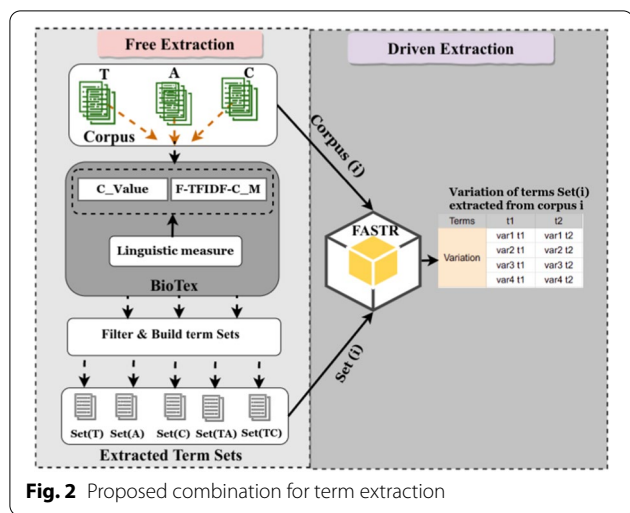 Free Extraction
Driven Extraction
T A C
Corpus
C_Value F-TFIDF-C_M
Linguistic measure
BioTex
Filter & Build term Sets
Set(T) Set(A) Set(C) Set(TA) Set(TC)
Extracted Term Sets
Corpus (i)
Set (i)
FASTR
Variation of terms Set(i)
extracted from corpus i
Terms t1 t2
Variation
var1 t1 var1 t2
var2 t1 var2 t2
var3 t1 var3 t2
var4 t1 var4 t2
Fig. 2 Proposed combination for term extraction